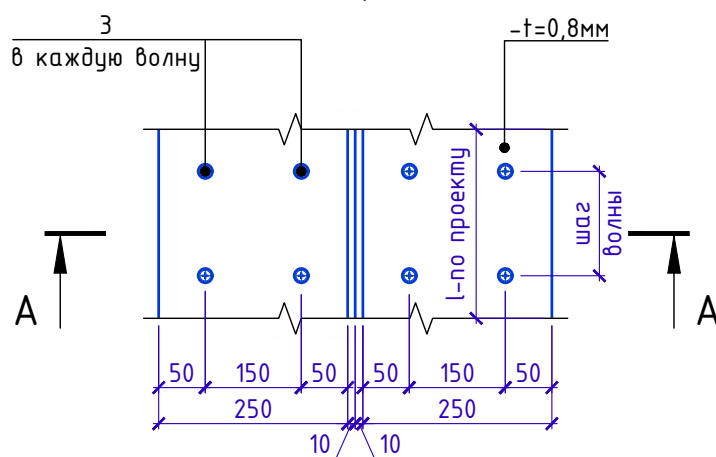 3
в каждую волну
-t=0,8мм
l-по проекту
шаг
волны
А
А
50
150
50
50
150
50
250
250
10
10